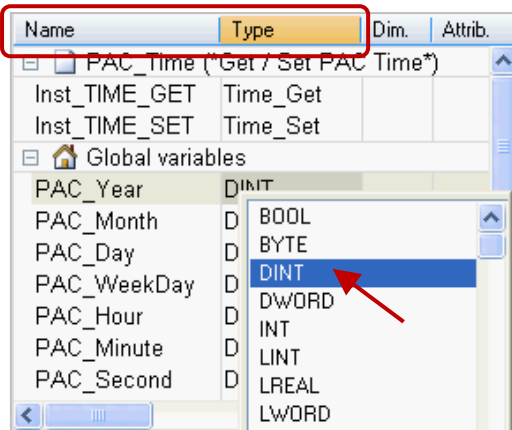 Name Type Dim. Attrib.
PAC_Time (*Get / Set PAC Time*)
Inst_TIME_GET Time_Get
Inst_TIME_SET Time_Set
Global variables
PAC_Year DINT
PAC_Month D
PAC_Day D
PAC_WeekDay D
PAC_Hour D
PAC_Minute D
PAC_Second D
BOOL
BYTE
DINT
DWORD
INT
LINT
LREAL
LWORD